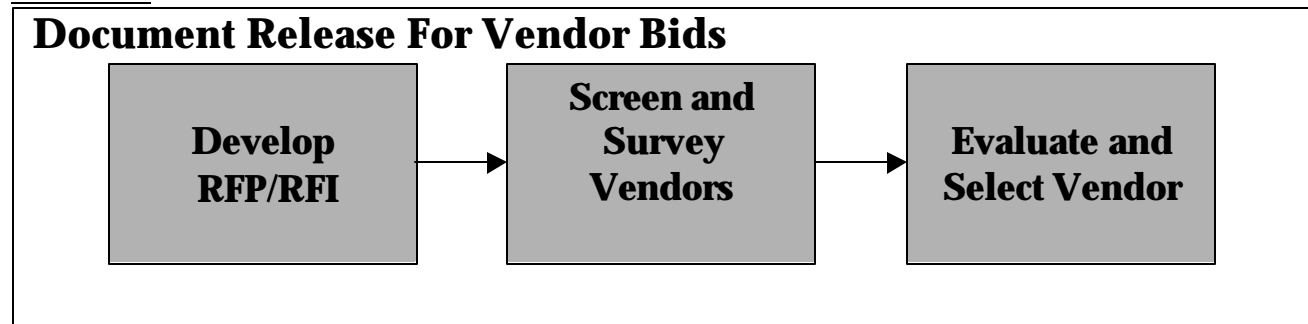 Document Release For Vendor Bids
Develop
RFP/RFI
Screen and
Survey
Vendors
Evaluate and
Select Vendor